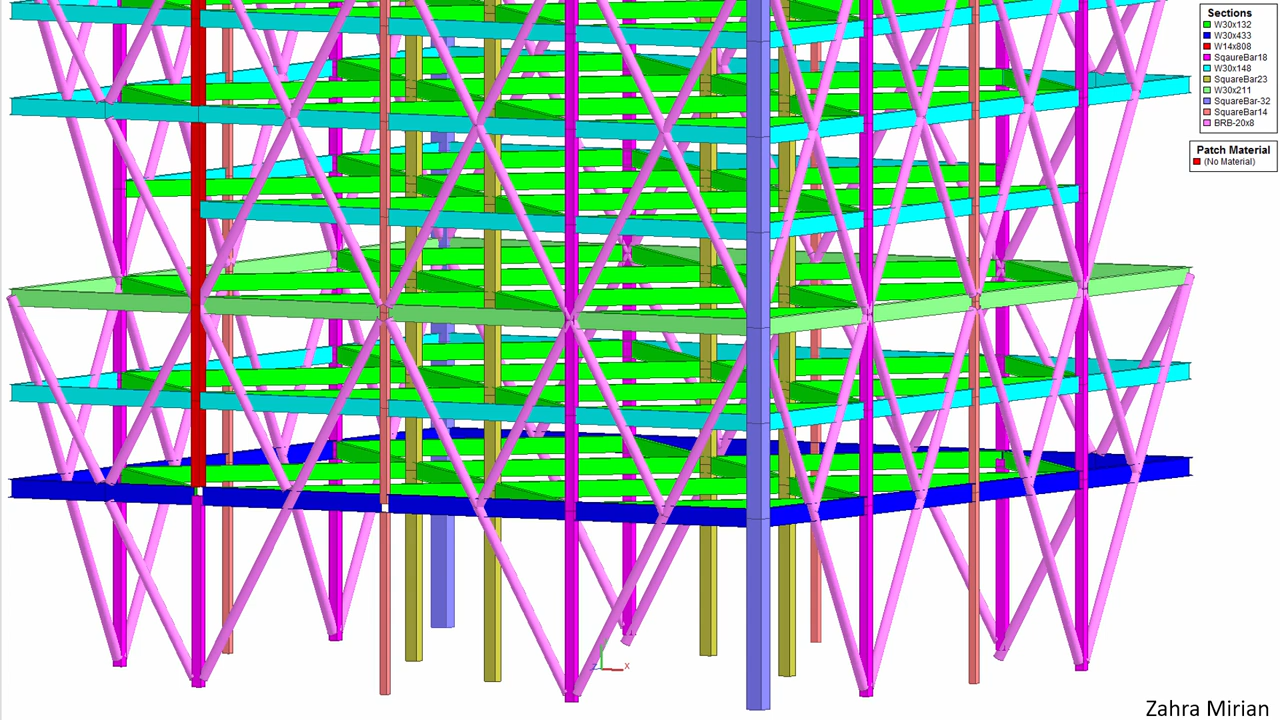 Sections
W30x132
W30x433
W14x808
SqaureBar18
W30x148
SquareBar23
W30x211
SquareBar-32
SquareBar14
BRB-20x8
Patch Material
(No Material)
X
Zahra Mirian